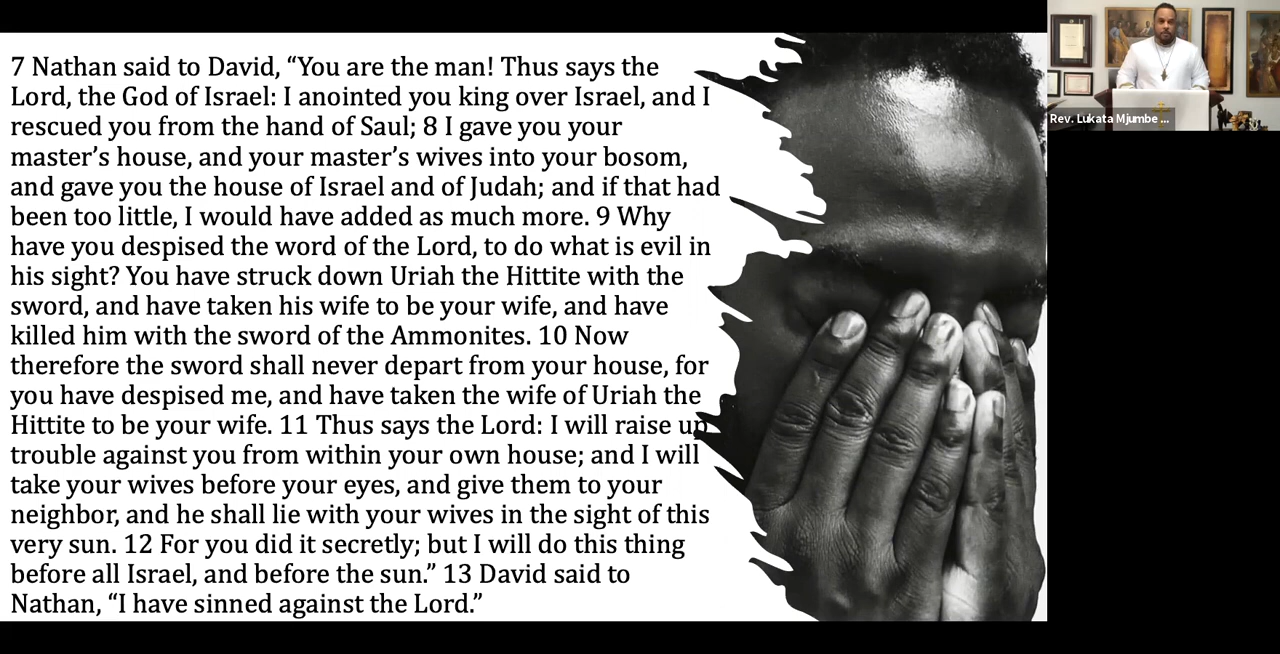 7 Nathan said to David, “You are the man! Thus says the
Lord, the God of Israel: I anointed you king over Israel, and I
rescued you from the hand of Saul; 8 I gave you your
master’s house, and your master’s wives into your bosom,
and gave you the house of Israel and of Judah; and if that had
been too little, I would have added as much more. 9 Why
have you despised the word of the Lord, to do what is evil in
his sight? You have struck down Uriah the Hittite with the
sword, and have taken his wife to be your wife, and have
killed him with the sword of the Ammonites. 10 Now
therefore the sword shall never depart from your house, for
you have despised me, and have taken the wife of Uriah the
Hittite to be your wife. 11 Thus says the Lord: I will raise up
trouble against you from within your own house; and I will
take your wives before your eyes, and give them to your
neighbor, and he shall lie with your wives in the sight of this
very sun. 12 For you did it secretly; but I will do this thing
before all Israel, and before the sun.” 13 David said to
Nathan, “I have sinned against the Lord.”
Rev. Lukata Mjumbe ...